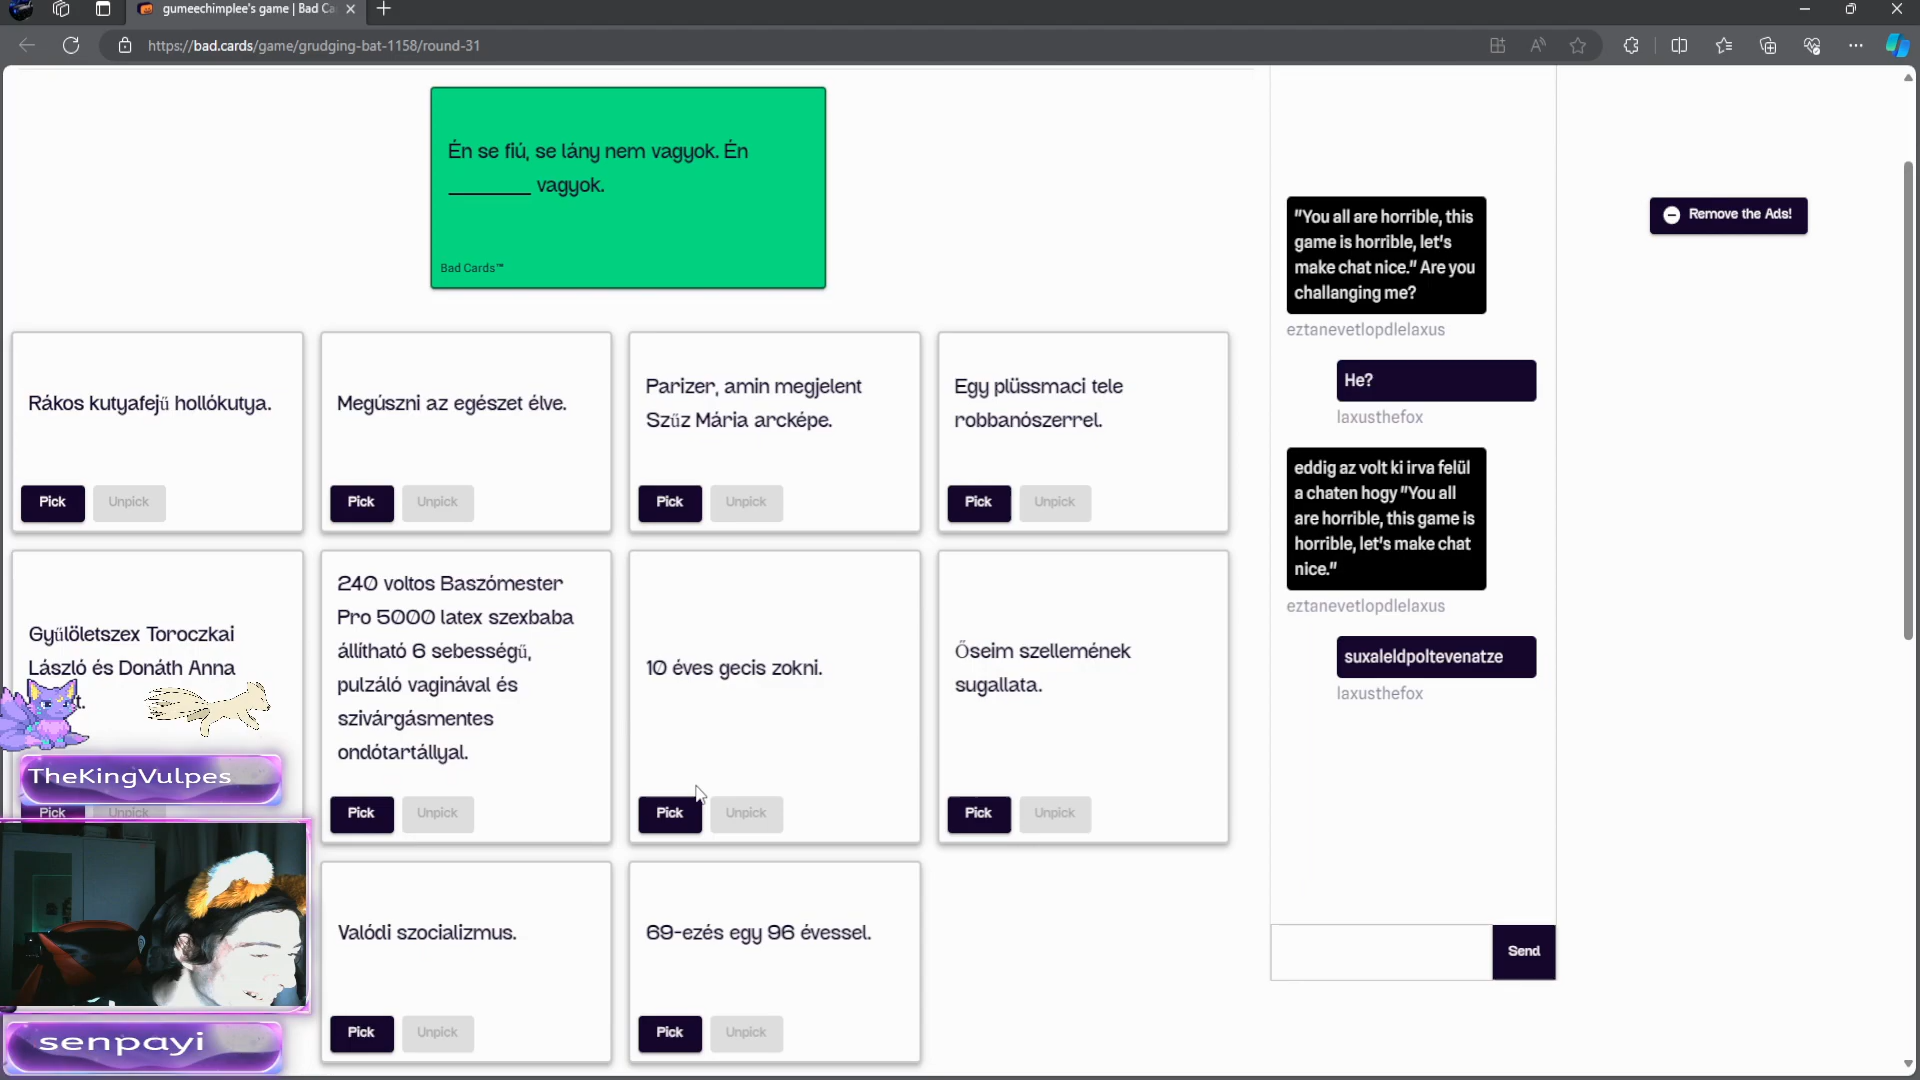 gumeechimplee's game | Bad Ca
https://bad.cards/game/grudging-bat-1158/round-31
Én se fiú, se lány nem vagyok. Én
________ vagyok.
Bad Cards™
Rákos kutyafejű hollókutya.
Pick
Unpick
Megúszni az egészet élve.
Pick
Unpick
Parizer, amin megjelent
Szűz Mária arcképe.
Pick
Unpick
Egy plüssmaci tele
robbanószerrel.
Pick
Unpick
Gyűlöletszex Toroczkai
László és Donáth Anna
t.
Pick
Unpick
240 voltos Baszómester
Pro 5000 latex szexbaba
állítható 6 sebességű,
pulzáló vaginával és
szivárgásmentes
ondótartállyal.
Pick
Unpick
10 éves gecis zokni.
Pick
Unpick
Őseim szellemének
sugallata.
Pick
Unpick
Valódi szocializmus.
Pick
Unpick
69-ezés egy 96 évessel.
Pick
Unpick
TheKingVulpes
senpayi
"You all are horrible, this
game is horrible, let's
make chat nice." Are you
challanging me?
eztanevetlopdlelaxus
He?
laxusthefox
eddig az volt ki irva felül
a chaten hogy "You all
are horrible, this game is
horrible, let's make chat
nice."
eztanevetlopdlelaxus
suxaleldpoltevenatze
laxusthefox
Send
Remove the Ads!